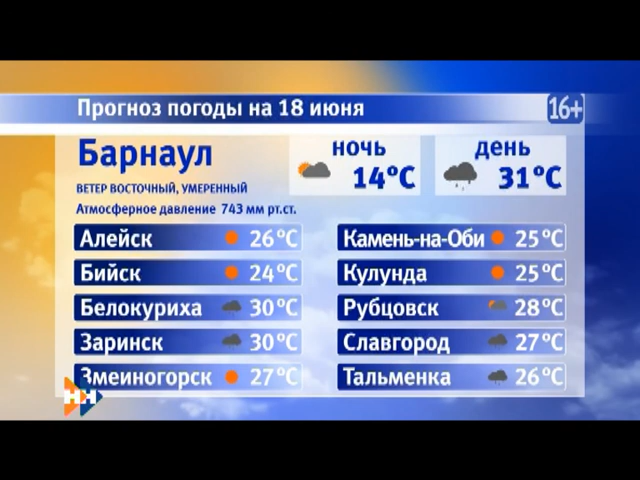 Прогноз погоды на 18 июня
16+
Барнаул
ночь
14°C
день
31°C
ВЕТЕР ВОСТОЧНЫЙ, УМЕРЕННЫЙ
Атмосферное давление 743 мм рт.ст.
Алейск 26°C
Бийск 24°C
Белокуриха 30°C
Заринск 30°C
Змеиногорск 27°C
Камень-на-Оби 25°C
Кулунда 25°C
Рубцовск 28°C
Славгород 27°C
Тальменка 26°C
НН